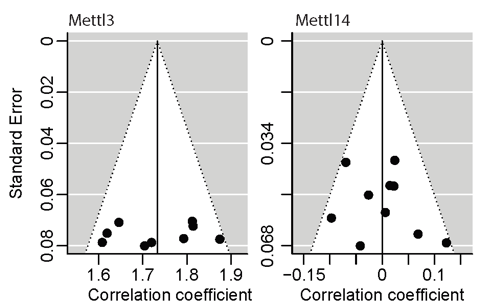 Mettl3
Mettl14
Standard Error
0
0.02
0.04
0.06
0.08
1.6 1.7 1.8 1.9
Correlation coefficient
0
0.034
0.068
−0.15 0 0.1
Correlation coefficient